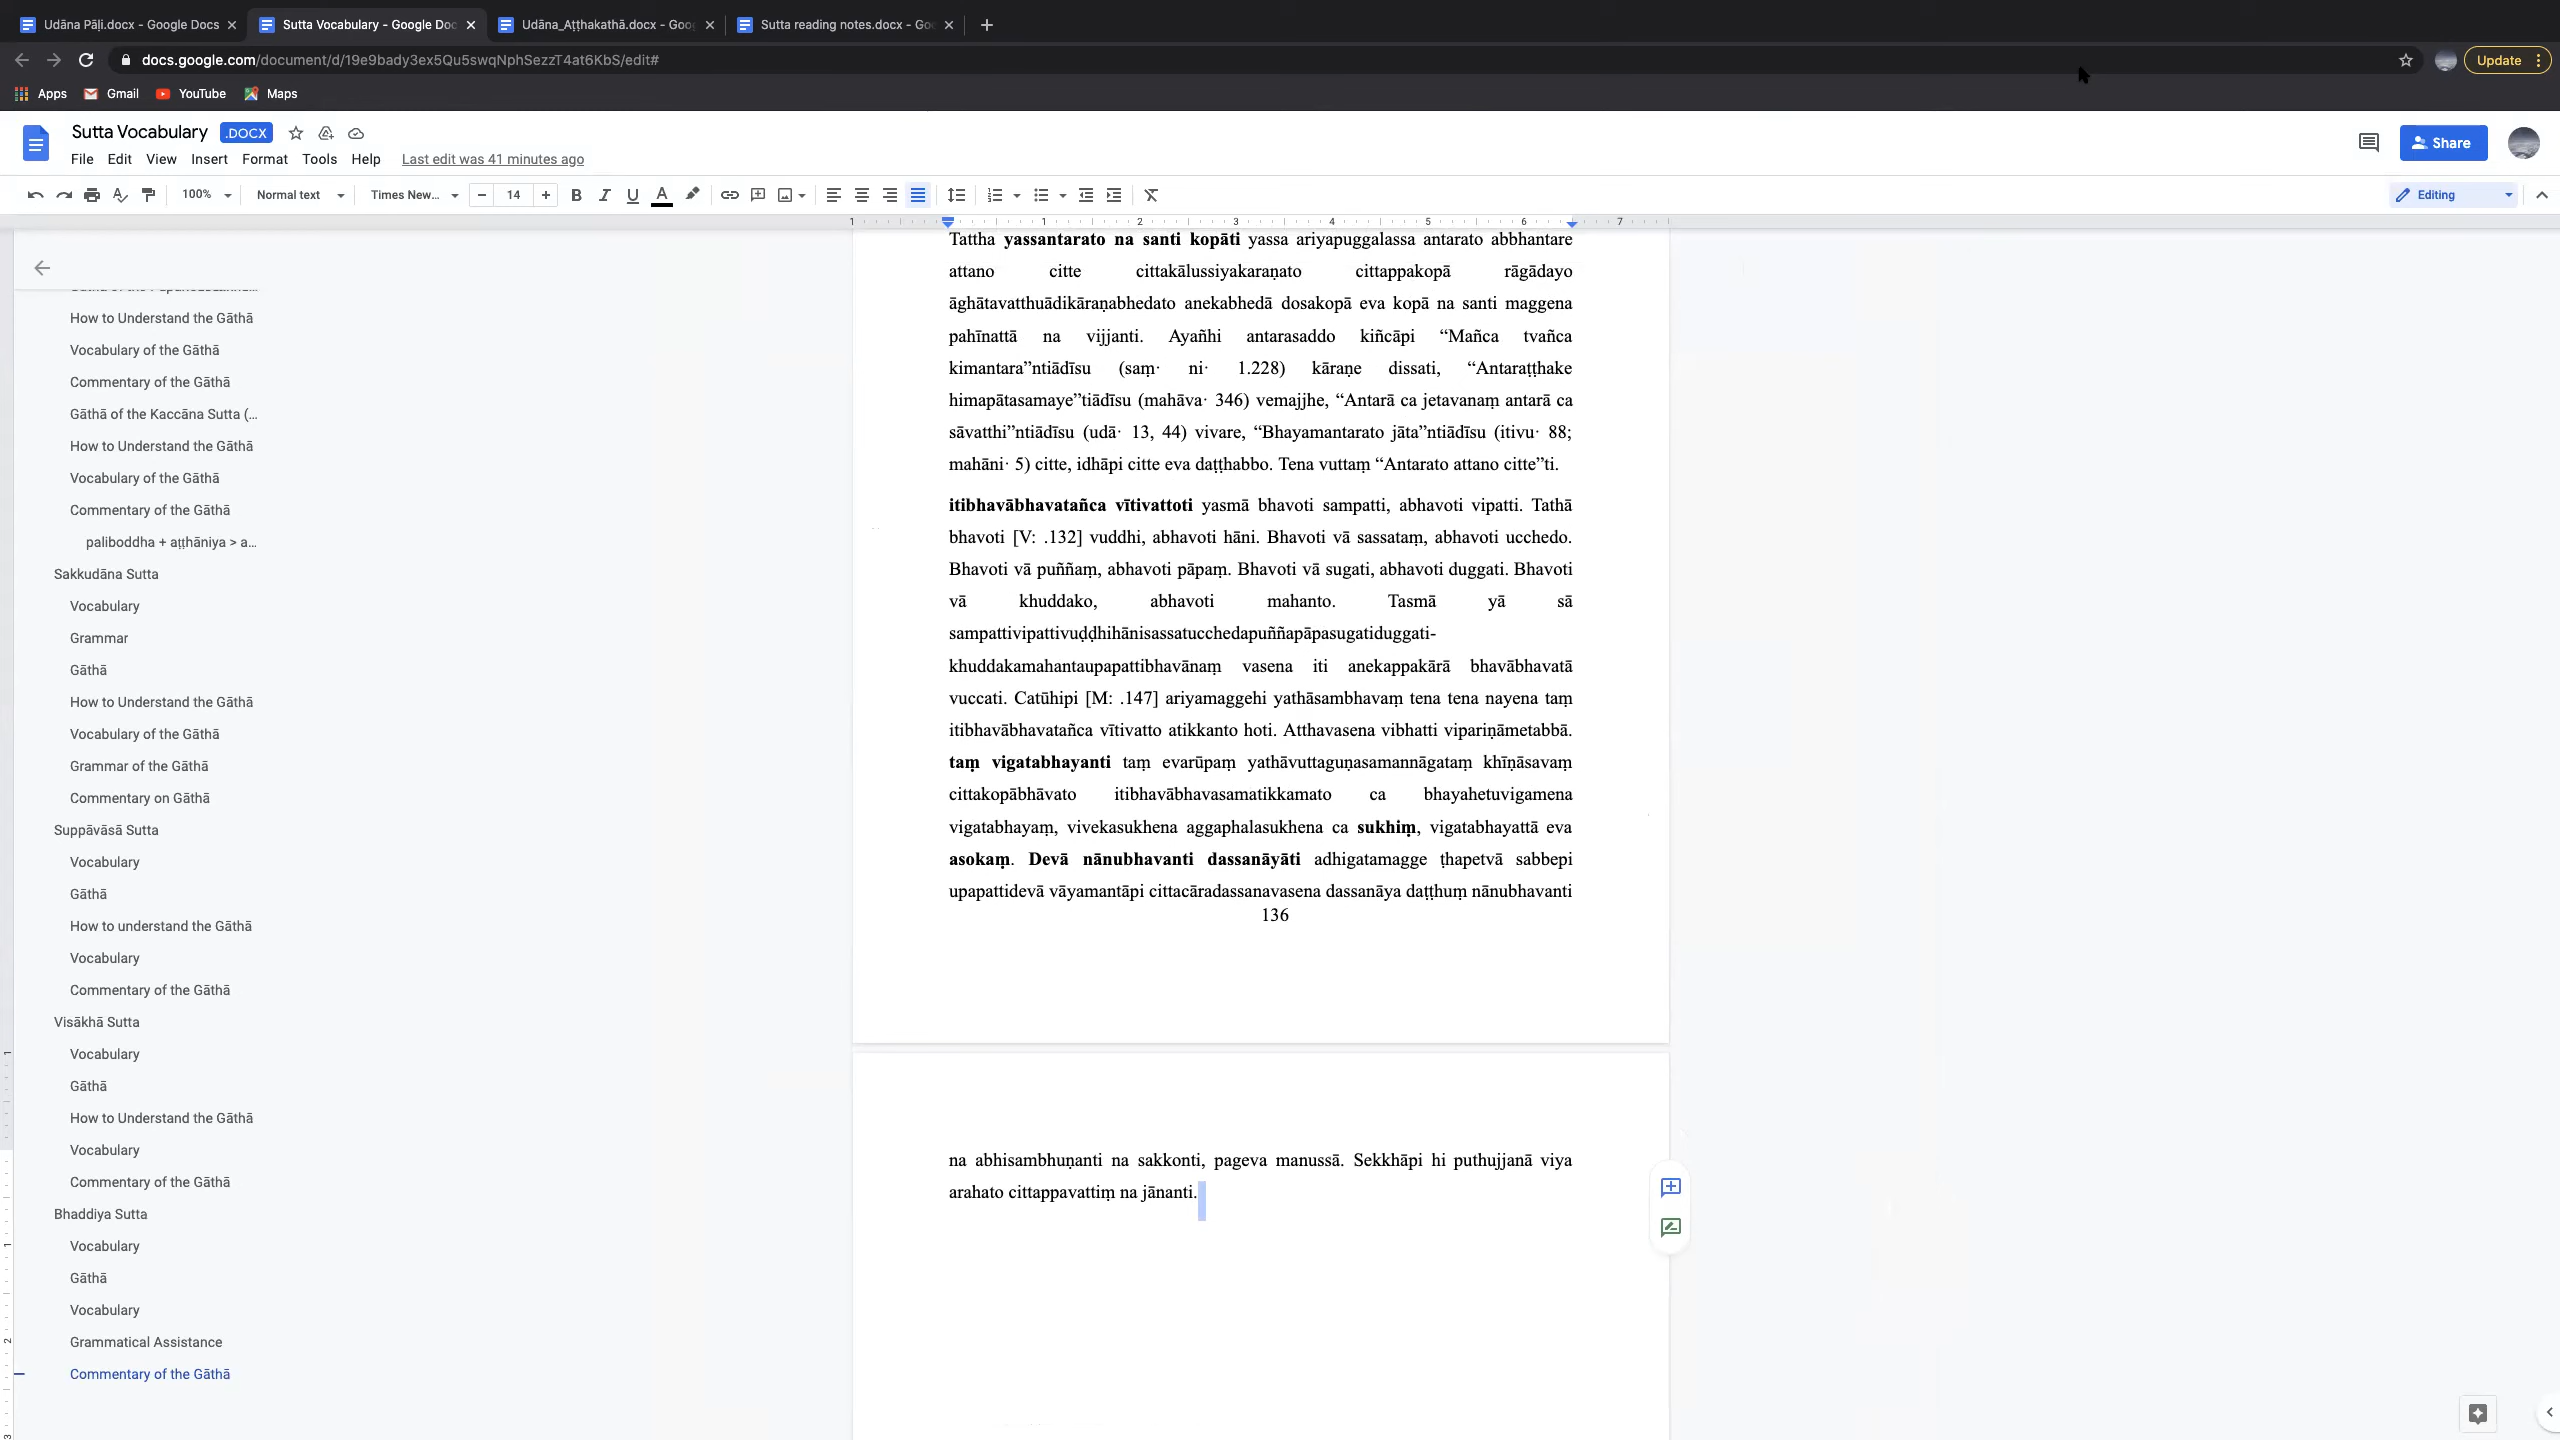 Udāna Pāḷi.docx - Google Docs
Sutta Vocabulary - Google Doc
Udāna_Aṭṭhakathā.docx - Goog
Sutta reading notes.docx - Goo
docs.google.com/document/d/19e9bady3ex5Qu5swqNphSezzT4at6KbS/edit#
Update
Apps Gmail YouTube Maps
Sutta Vocabulary .DOCX
File Edit View Insert Format Tools Help Last edit was 41 minutes ago
Share
100% Normal text Times New... 14 Editing
1 1 2 3 4 5 6 7
How to Understand the Gāthā
Vocabulary of the Gāthā
Commentary of the Gāthā
Gāthā of the Kaccāna Sutta (...
How to Understand the Gāthā
Vocabulary of the Gāthā
Commentary of the Gāthā
paliboddha + aṭṭhāniya > a...
Sakkudāna Sutta
Vocabulary
Grammar
Gāthā
How to Understand the Gāthā
Vocabulary of the Gāthā
Grammar of the Gāthā
Commentary on Gāthā
Suppāvāsā Sutta
Vocabulary
Gāthā
How to understand the Gāthā
Vocabulary
Commentary of the Gāthā
Visākhā Sutta
Vocabulary
Gāthā
How to Understand the Gāthā
Vocabulary
Commentary of the Gāthā
Bhaddiya Sutta
Vocabulary
Gāthā
Vocabulary
Grammatical Assistance
Commentary of the Gāthā
Tattha yassantarato na santi kopāti yassa ariyapuggalassa antarato abbhantare
attano citte cittakālussiyakaraṇato cittappakopā rāgādayo
āghātavatthuādikāraṇabhedato anekabhedā dosakopā eva kopā na santi maggena
pahīnattā na vijjanti. Ayañhi antarasaddo kiñcāpi “Mañca tvañca
kimantara”ntiādīsu (saṃ· ni· 1.228) kāraṇe dissati, “Antaraṭṭhake
himapātasamaye”tiādīsu (mahāva· 346) vemajjhe, “Antarā ca jetavanaṃ antarā ca
sāvatthi”ntiādīsu (udā· 13, 44) vivare, “Bhayamantarato jāta”ntiādīsu (itivu· 88;
mahāni· 5) citte, idhāpi citte eva daṭṭhabbo. Tena vuttaṃ “Antarato attano citte”ti.
itibhavābhavatañca vītivattoti yasmā bhavoti sampatti, abhavoti vipatti. Tathā
bhavoti [V: .132] vuddhi, abhavoti hāni. Bhavoti vā sassataṃ, abhavoti ucchedo.
Bhavoti vā puññaṃ, abhavoti pāpaṃ. Bhavoti vā sugati, abhavoti duggati. Bhavoti
vā khuddako, abhavoti mahanto. Tasmā yā sā
sampattivipattivuḍḍhihānisassatucchedapuññapāpasugatiduggati-
khuddakamahantaupapattibhavānaṃ vasena iti anekappakārā bhavābhavatā
vuccati. Catūhipi [M: .147] ariyamaggehi yathāsambhavaṃ tena tena nayena taṃ
itibhavābhavatañca vītivatto atikkanto hoti. Atthavasena vibhatti vipariṇāmetabbā.
taṃ vigatabhayanti taṃ evarūpaṃ yathāvuttaguṇasamannāgataṃ khīṇāsavaṃ
cittakopābhāvato itibhavābhavasamatikkamato ca bhayahetuvigamena
vigatabhayaṃ, vivekasukhena aggaphalasukhena ca sukhiṃ, vigatabhayattā eva
asokaṃ. Devā nānubhavanti dassanāyāti adhigatamagge ṭhapetvā sabbepi
upapattidevā vāyamantāpi cittacāradassanavasena dassanāya daṭṭhuṃ nānubhavanti
136
na abhisambhuṇanti na sakkonti, pageva manussā. Sekkhāpi hi puthujjanā viya
arahato cittappavattiṃ na jānanti.